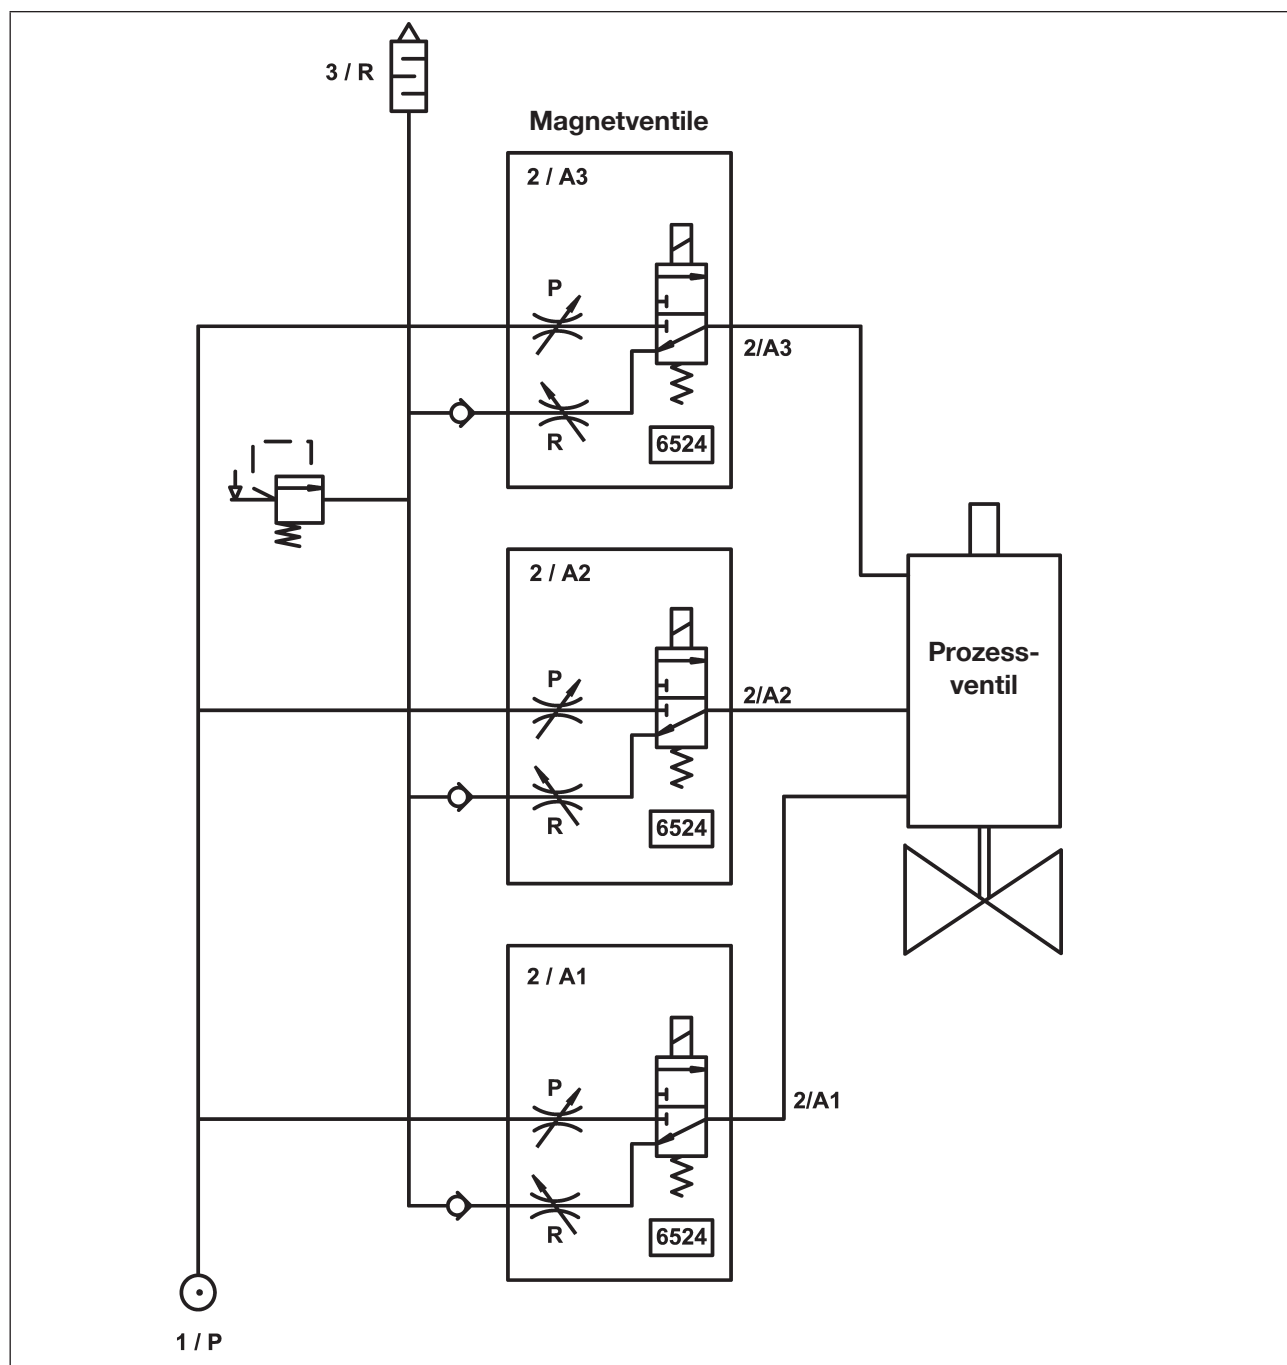 3 / R
Magnetventile
2 / A3
P
2/A3
R
6524
2 / A2
Prozess-
ventil
P
2/A2
R
6524
2 / A1
P
2/A1
R
6524
1 / P